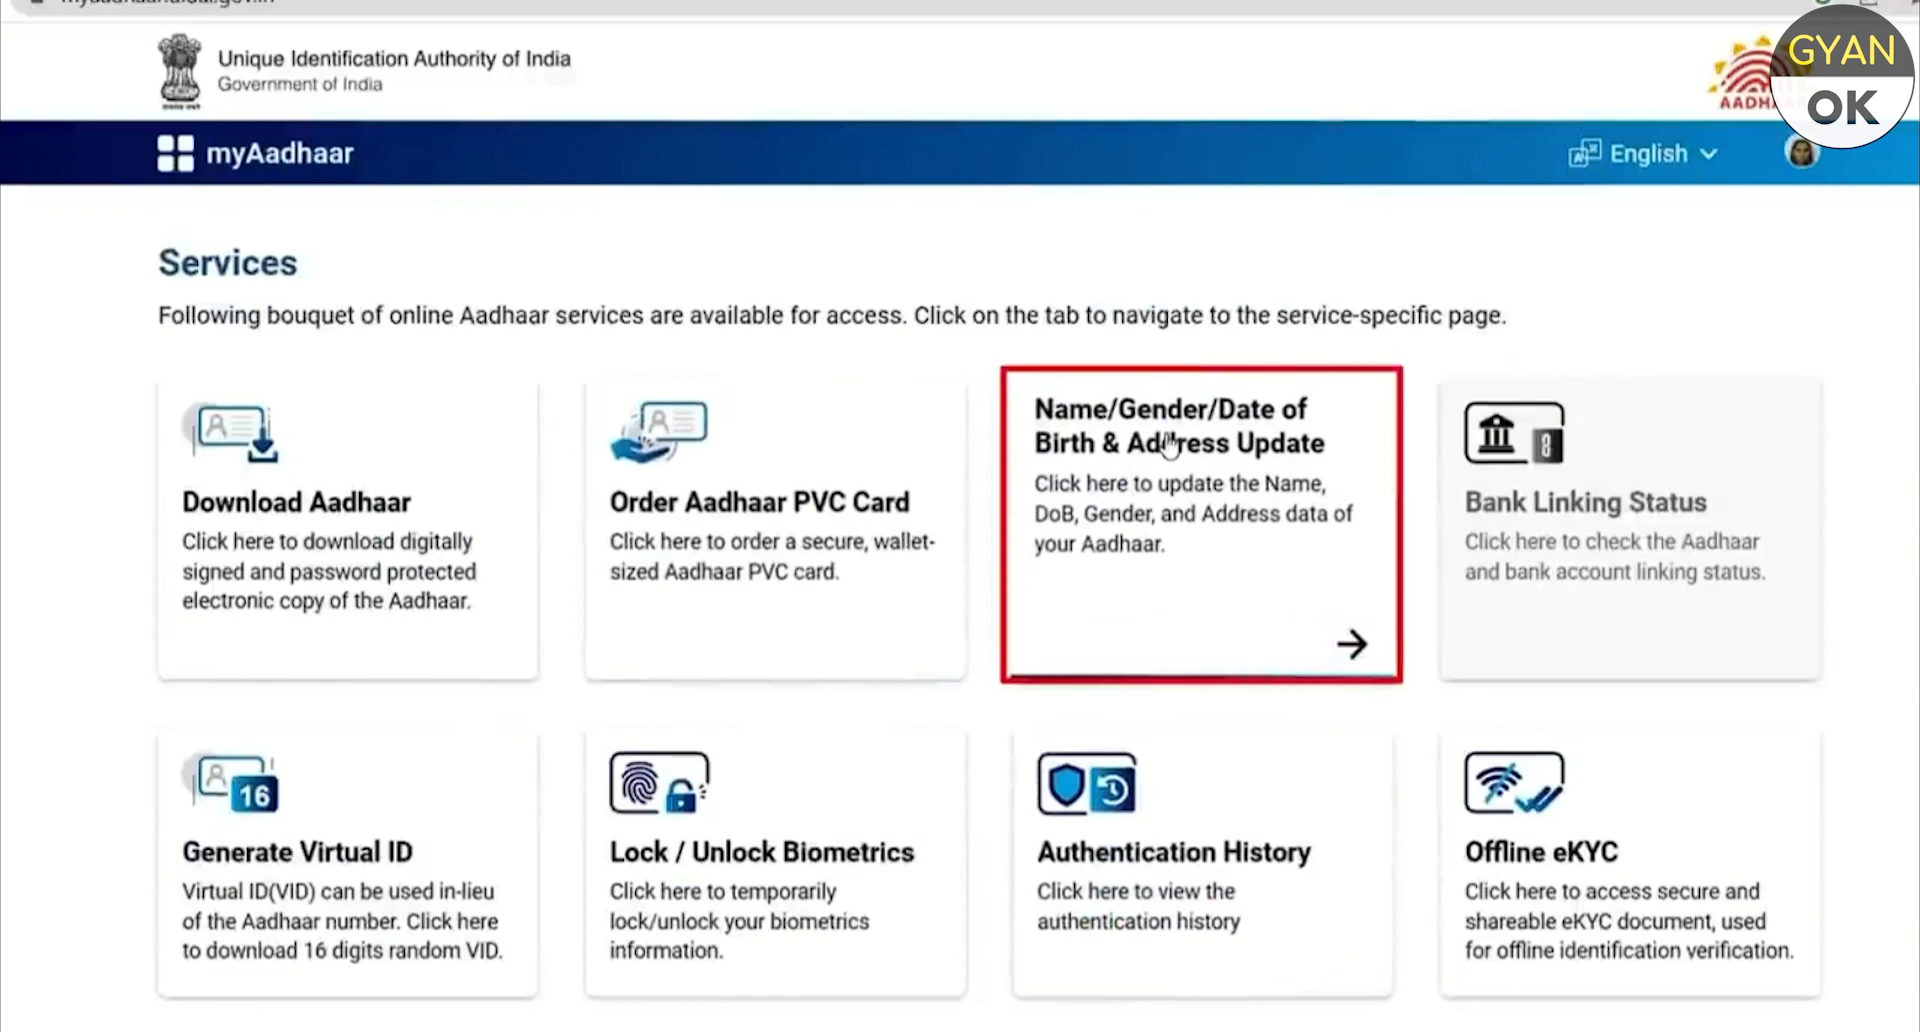 Unique Identification Authority of India
Government of India
GYAN
OK
myAadhaar
English
Services
Following bouquet of online Aadhaar services are available for access. Click on the tab to navigate to the service-specific page.
Download Aadhaar
Click here to download digitally
signed and password protected
electronic copy of the Aadhaar.
Order Aadhaar PVC Card
Click here to order a secure, wallet-
sized Aadhaar PVC card.
Name/Gender/Date of
Birth & Address Update
Click here to update the Name,
DoB, Gender, and Address data of
your Aadhaar.
Bank Linking Status
Click here to check the Aadhaar
and bank account linking status.
16
Generate Virtual ID
Virtual ID(VID) can be used in-lieu
of the Aadhaar number. Click here
to download 16 digits random VID.
Lock / Unlock Biometrics
Click here to temporarily
lock/unlock your biometrics
information.
Authentication History
Click here to view the
authentication history
Offline eKYC
Click here to access secure and
shareable eKYC document, used
for offline identification verification.